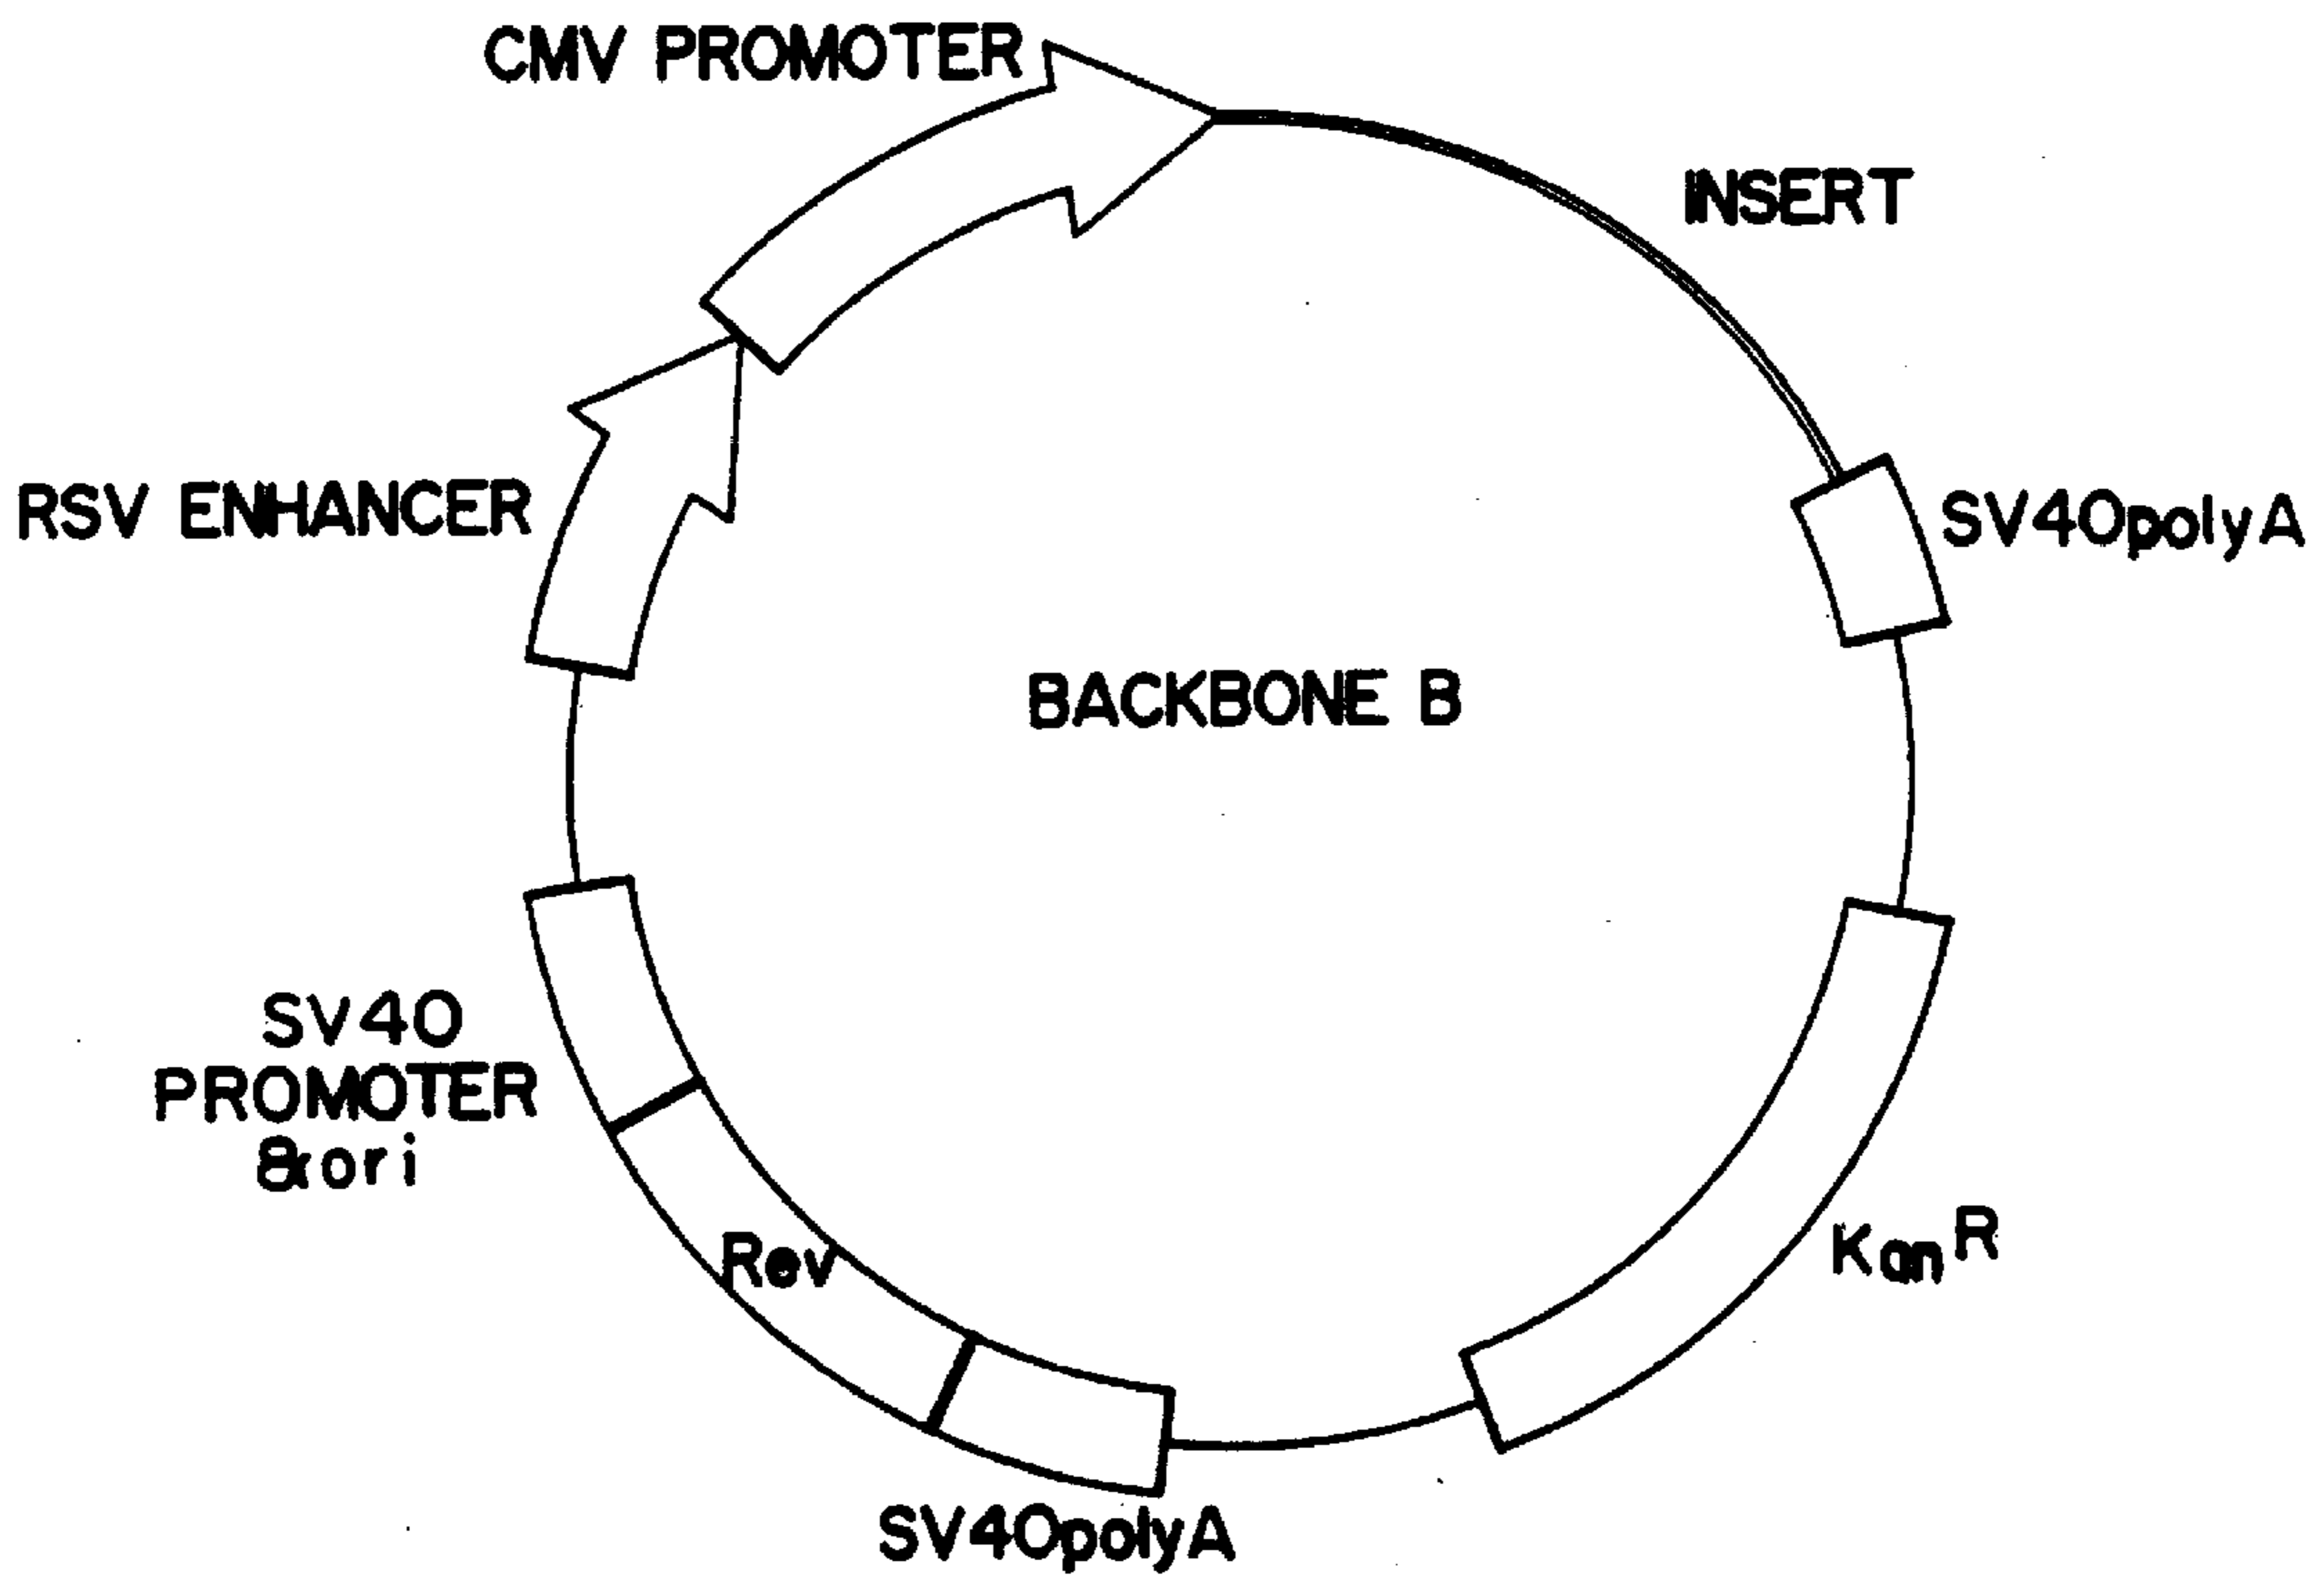 CMV PROMOTER
INSERT
RSV ENHANCER
SV40polyA
BACKBONE B
SV40
PROMOTER
&ori
Rev
KanR
SV40polyA